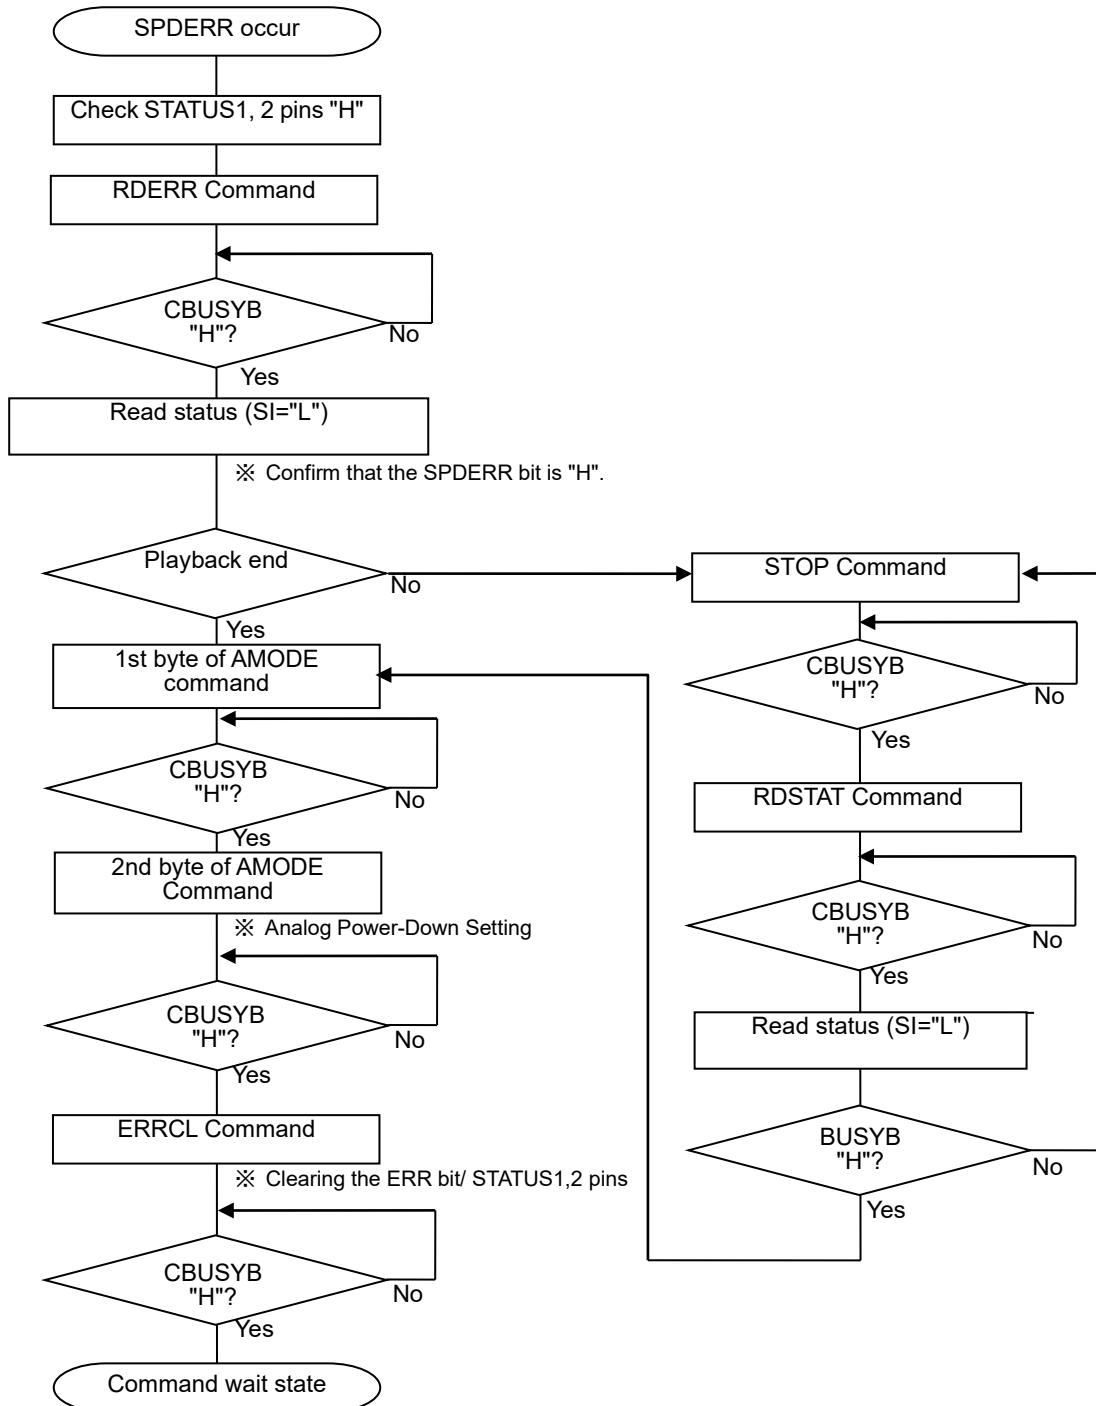 SPDERR occur
Check STATUS1, 2 pins "H"
RDERR Command
CBUSYB
"H"?
No
Yes
Read status (SI="L")
※ Confirm that the SPDERR bit is "H".
Playback end
No
Yes
1st byte of AMODE
command
CBUSYB
"H"?
No
Yes
2nd byte of AMODE
Command
※ Analog Power-Down Setting
CBUSYB
"H"?
No
Yes
ERRCL Command
※ Clearing the ERR bit/ STATUS1,2 pins
CBUSYB
"H"?
No
Yes
Command wait state
STOP Command
CBUSYB
"H"?
No
Yes
RDSTAT Command
CBUSYB
"H"?
No
Yes
Read status (SI="L")
BUSYB
"H"?
No
Yes